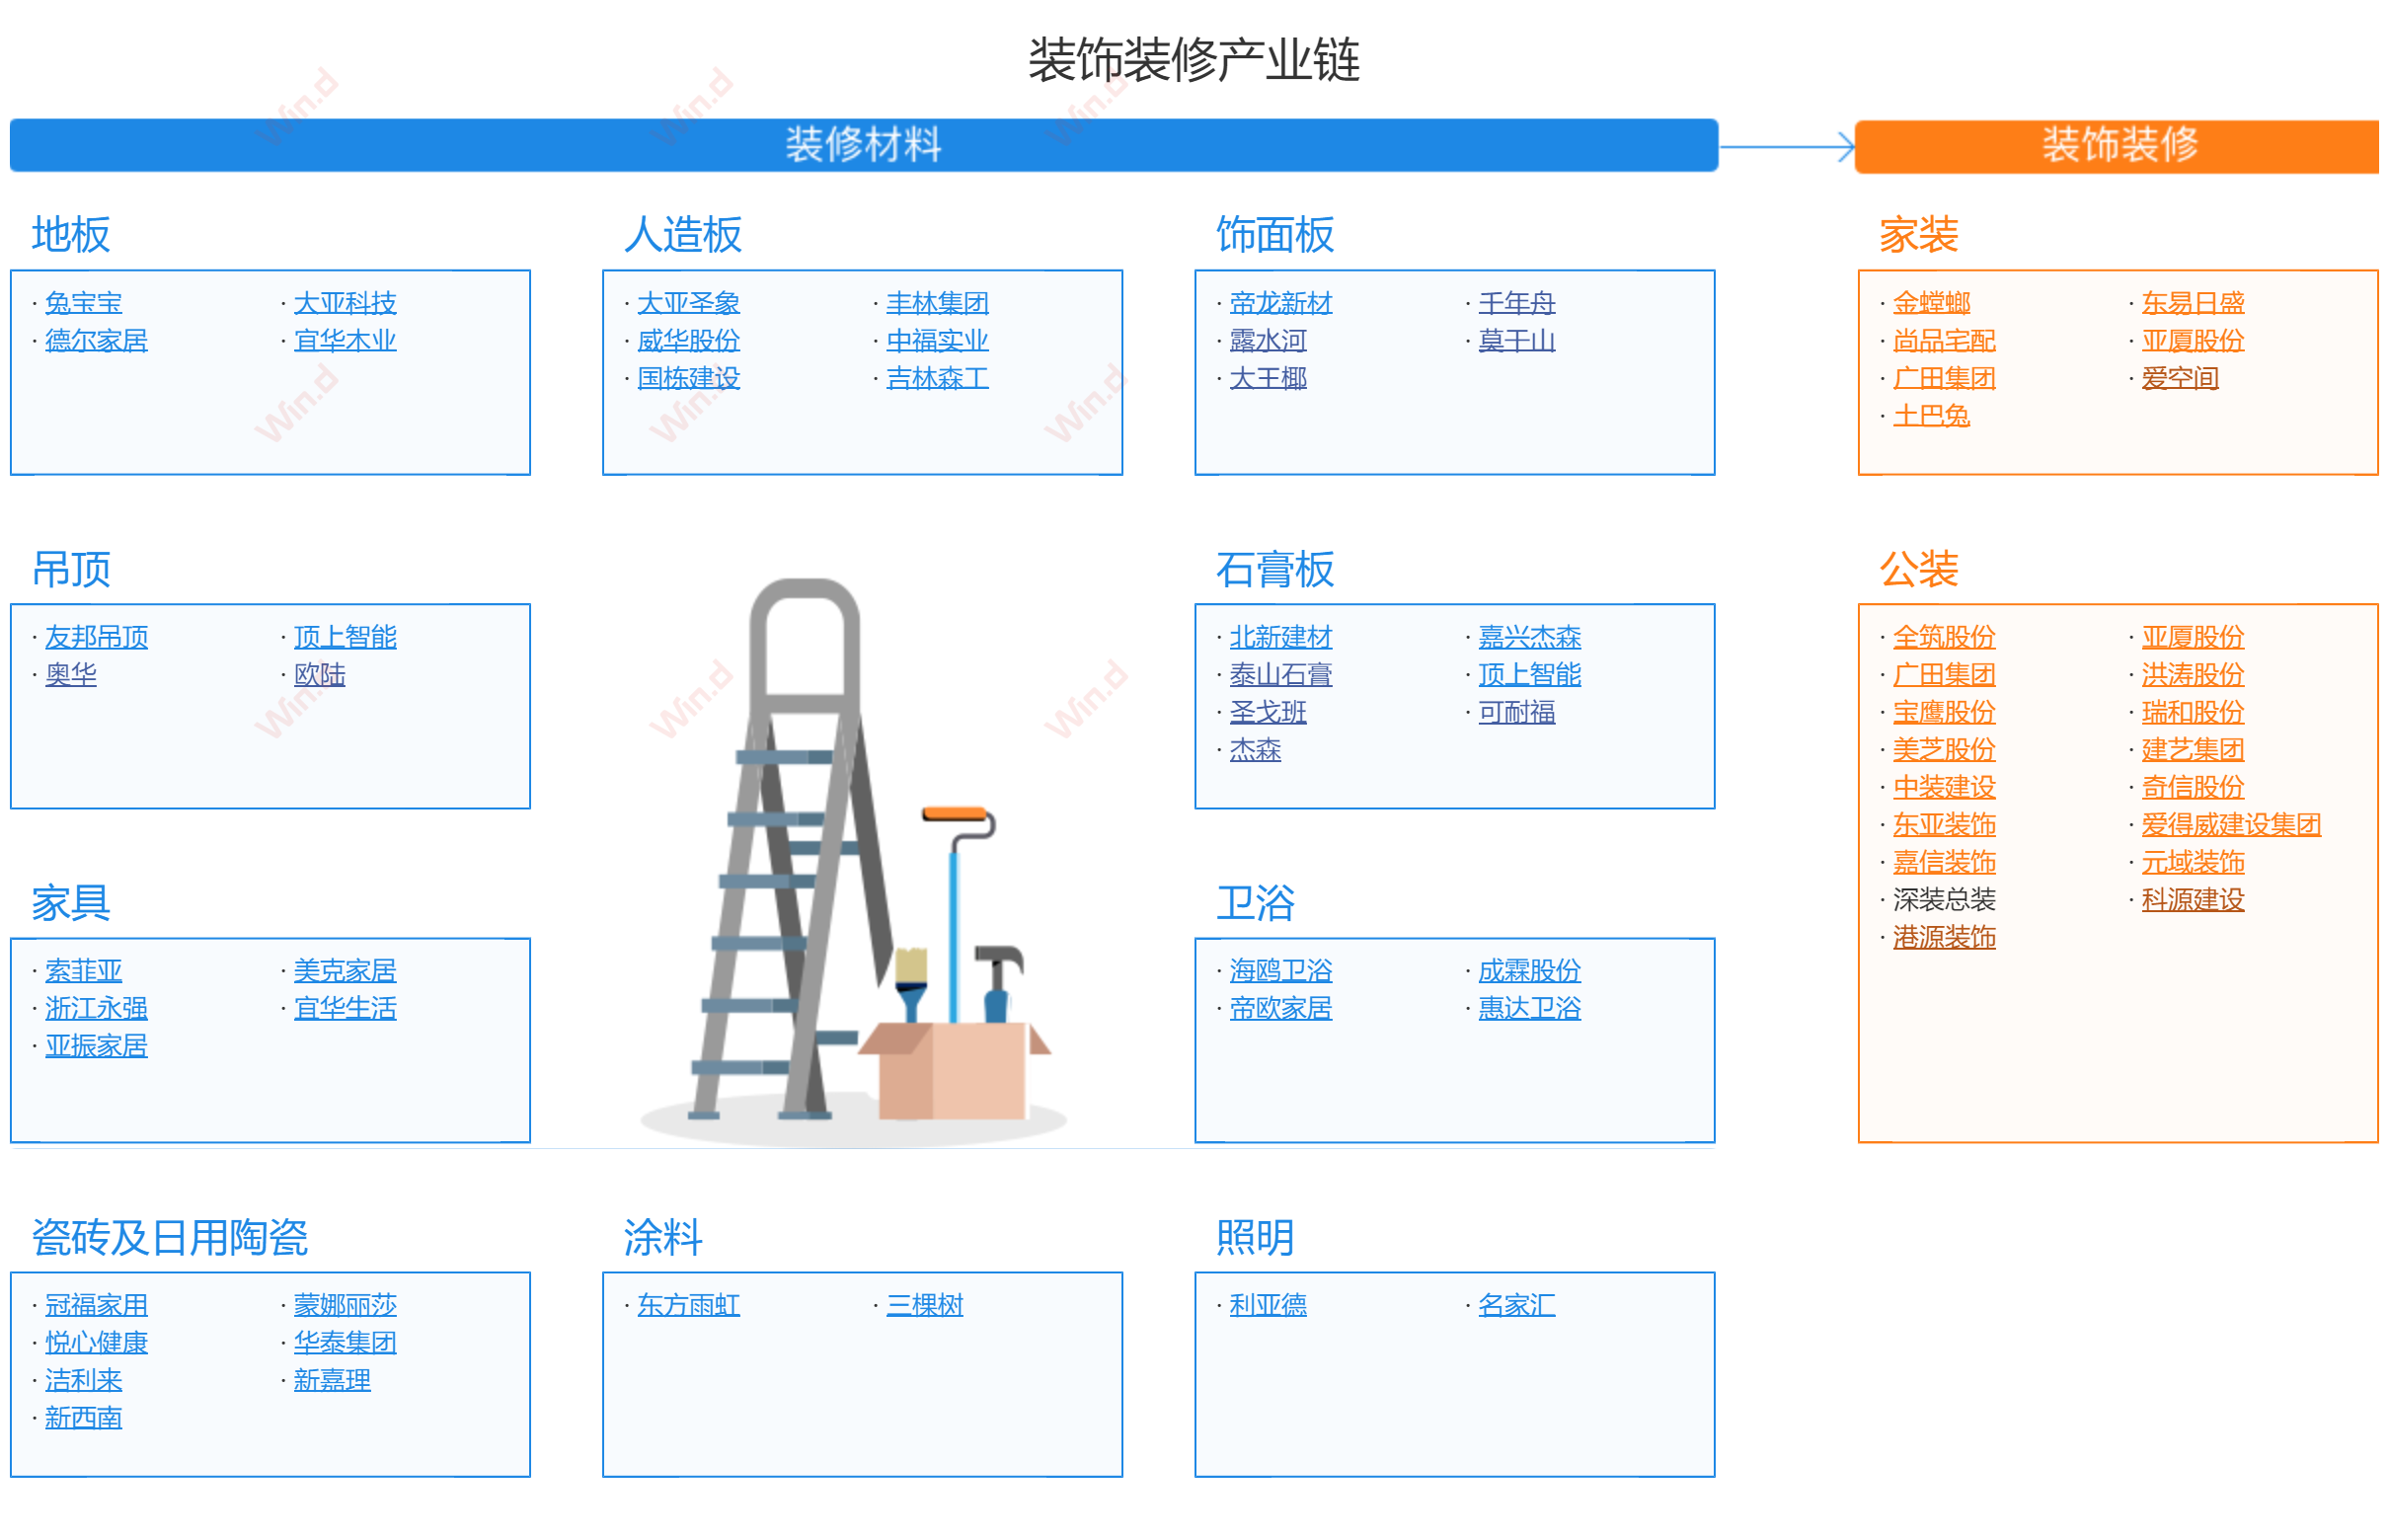 装饰装修产业链
装修材料
装饰装修
地板
· 兔宝宝
· 大亚科技
· 德尔家居
· 宜华木业
人造板
· 大亚圣象
· 丰林集团
· 威华股份
· 中福实业
· 国栋建设
· 吉林森工
饰面板
· 帝龙新材
· 千年舟
· 露水河
· 莫干山
· 大王椰
家装
· 金螳螂
· 东易日盛
· 尚品宅配
· 亚厦股份
· 广田集团
· 爱空间
· 土巴兔
吊顶
· 友邦吊顶
· 顶上智能
· 奥华
· 欧陆
石膏板
· 北新建材
· 嘉兴杰森
· 泰山石膏
· 顶上智能
· 圣戈班
· 可耐福
· 杰森
公装
· 全筑股份
· 亚厦股份
· 广田集团
· 洪涛股份
· 宝鹰股份
· 瑞和股份
· 美芝股份
· 建艺集团
· 中装建设
· 奇信股份
· 东亚装饰
· 爱得威建设集团
· 嘉信装饰
· 元域装饰
· 深装总装
· 科源建设
· 港源装饰
家具
· 索菲亚
· 美克家居
· 浙江永强
· 宜华生活
· 亚振家居
卫浴
· 海鸥卫浴
· 成霖股份
· 帝欧家居
· 惠达卫浴
瓷砖及日用陶瓷
· 冠福家用
· 蒙娜丽莎
· 悦心健康
· 华泰集团
· 洁利来
· 新嘉理
· 新西南
涂料
· 东方雨虹
· 三棵树
照明
· 利亚德
· 名家汇
Win.d
Win.d
Win.d
Win.d
Win.d
Win.d
Win.d
Win.d
Win.d